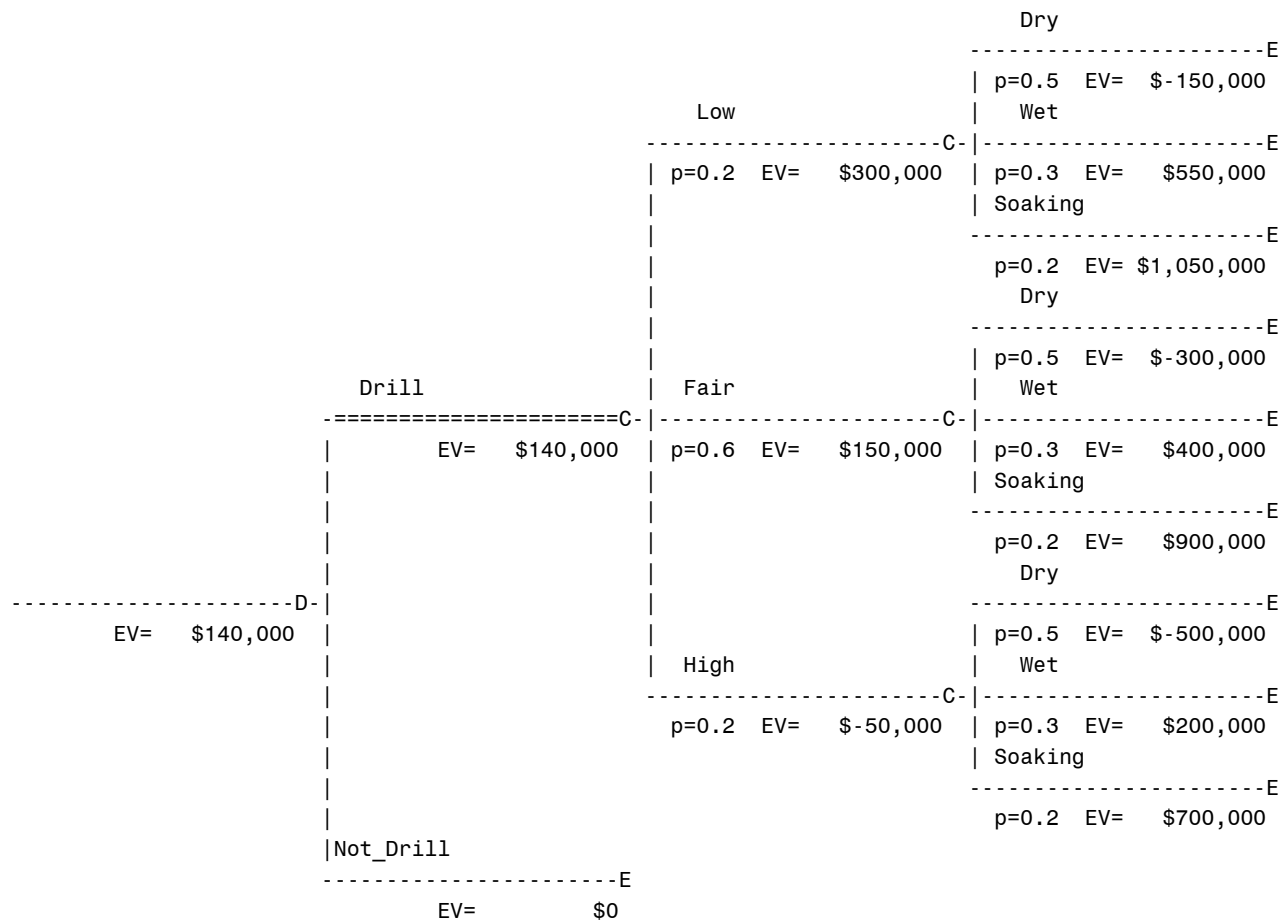 Dry
-----------------------E
| p=0.5 EV= $-150,000
Low | Wet
-----------------------C-|----------------------E
| p=0.2 EV= $300,000 | p=0.3 EV= $550,000
| | Soaking
| -----------------------E
| p=0.2 EV= $1,050,000
| Dry
| -----------------------E
| | p=0.5 EV= $-300,000
Drill | Fair | Wet
-======================C-|----------------------C-|----------------------E
| EV= $140,000 | p=0.6 EV= $150,000 | p=0.3 EV= $400,000
| | | Soaking
| | -----------------------E
| | p=0.2 EV= $900,000
| | Dry
----------------------D-| | -----------------------E
EV= $140,000 | | | p=0.5 EV= $-500,000
| | High | Wet
| -----------------------C-|----------------------E
| p=0.2 EV= $-50,000 | p=0.3 EV= $200,000
| | Soaking
| -----------------------E
| p=0.2 EV= $700,000
|Not_Drill
-----------------------E
EV= $0